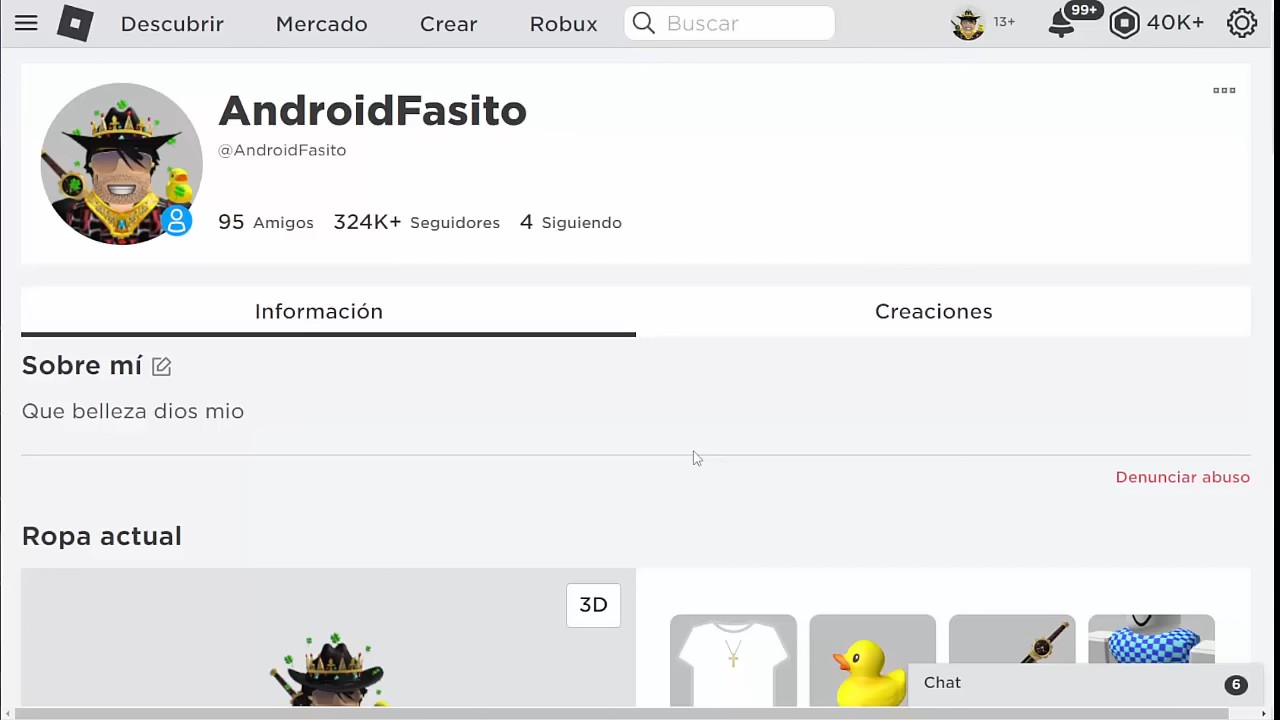 Descubrir Mercado Crear Robux Buscar 13+ 99+ 40K+
AndroidFasito
@AndroidFasito
95 Amigos 324K+ Seguidores 4 Siguiendo
Información Creaciones
Sobre mí
Que belleza dios mio
Denunciar abuso
Ropa actual
3D
Chat 6